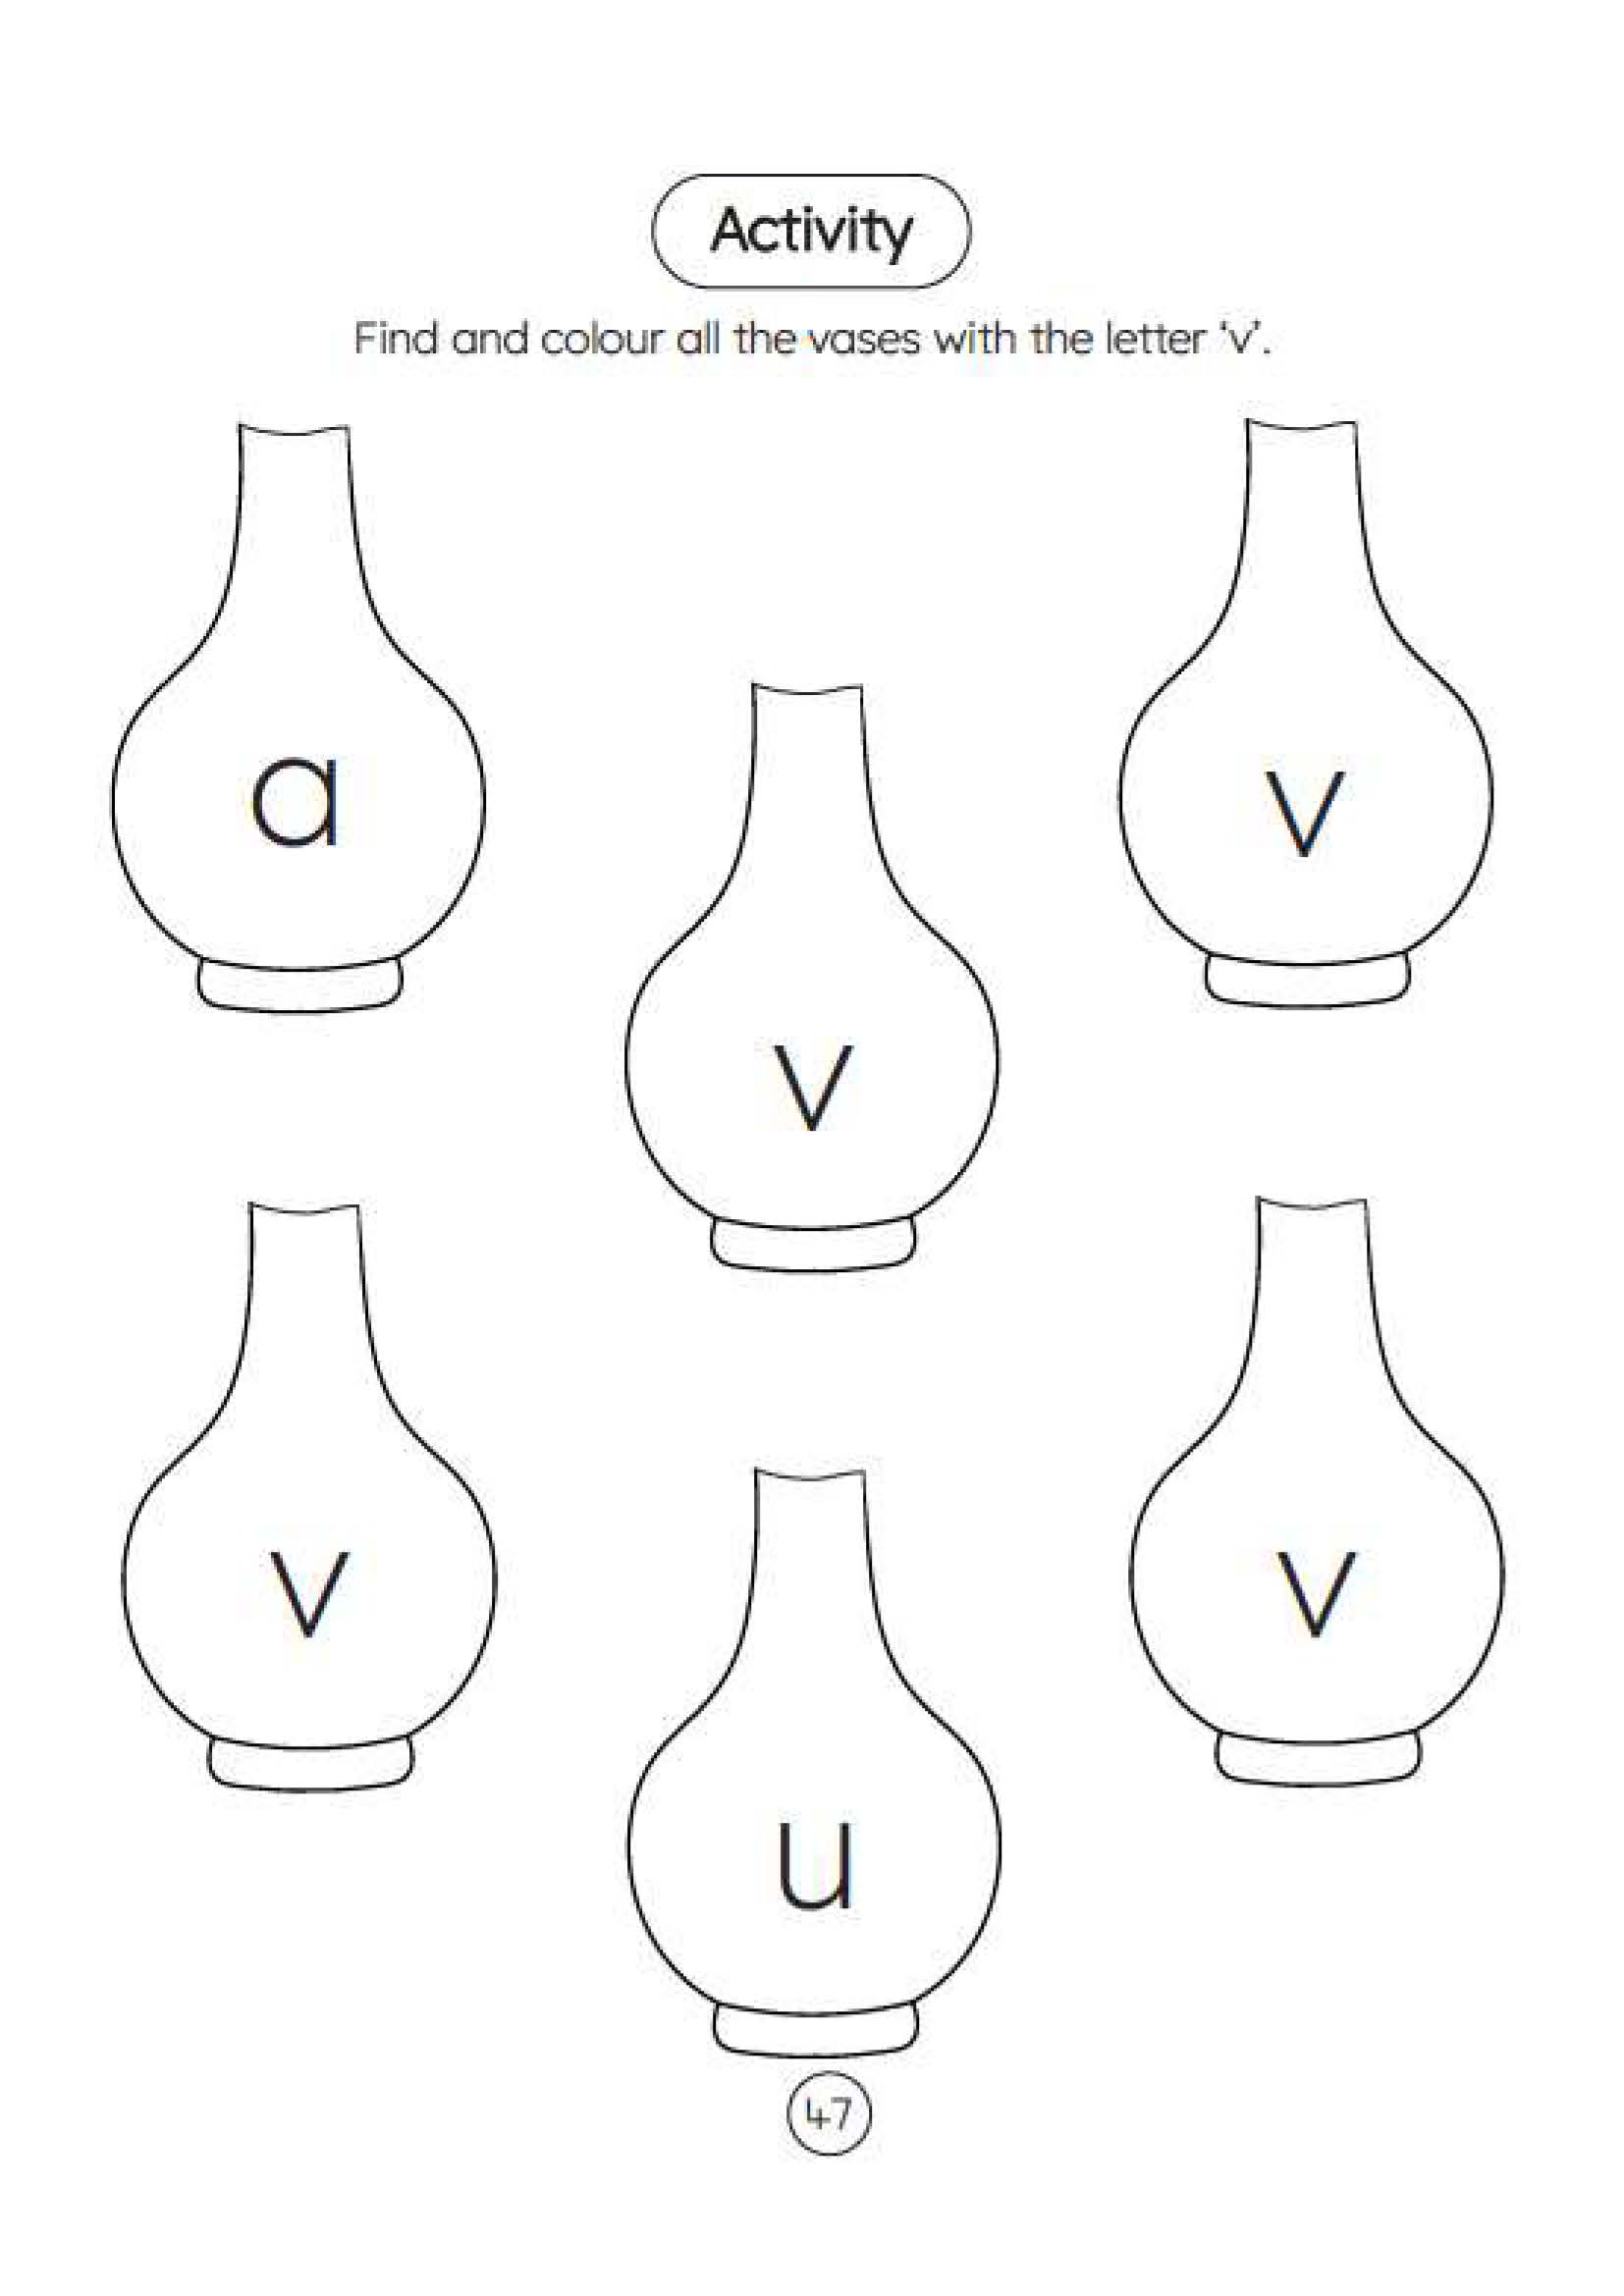 Activity
Find and colour all the vases with the letter ‘v’.
a
v
v
v
v
u
47